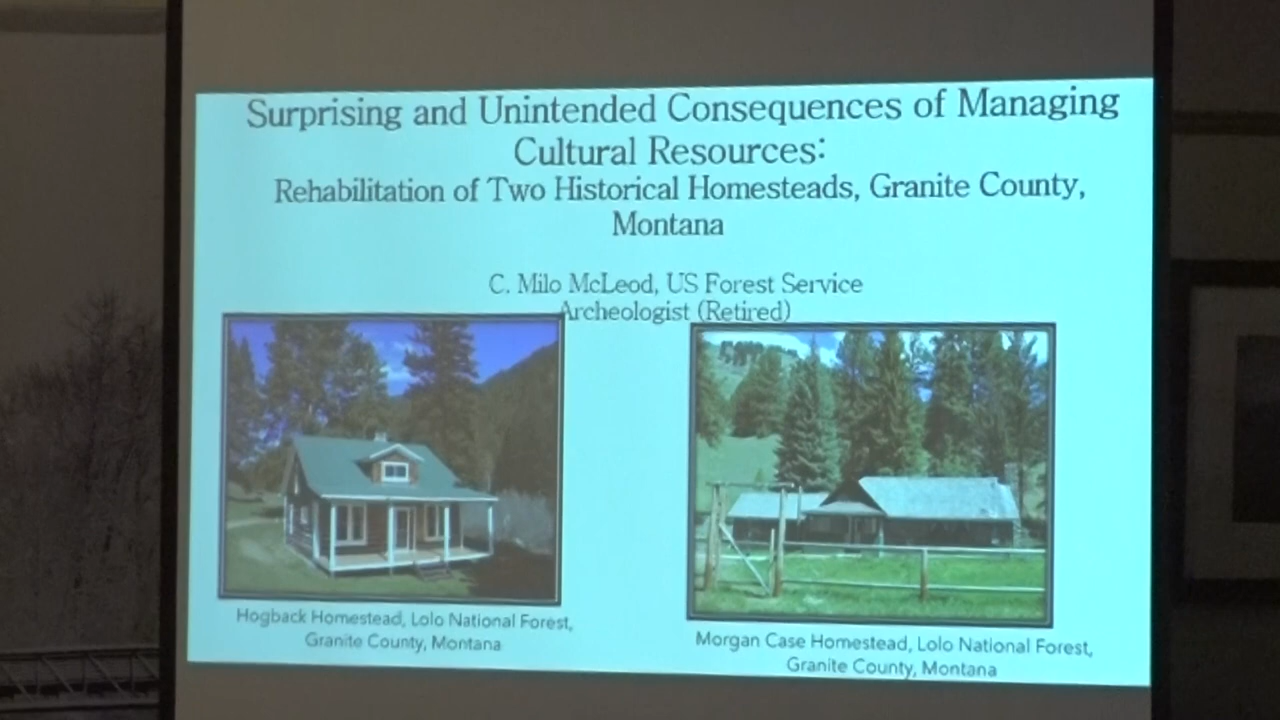 Surprising and Unintended Consequences of Managing
Cultural Resources:
Rehabilitation of Two Historical Homesteads, Granite County,
Montana
C. Milo McLeod, US Forest Service
Archeologist (Retired)
Hogback Homestead, Lolo National Forest,
Granite County, Montana
Morgan Case Homestead, Lolo National Forest,
Granite County, Montana